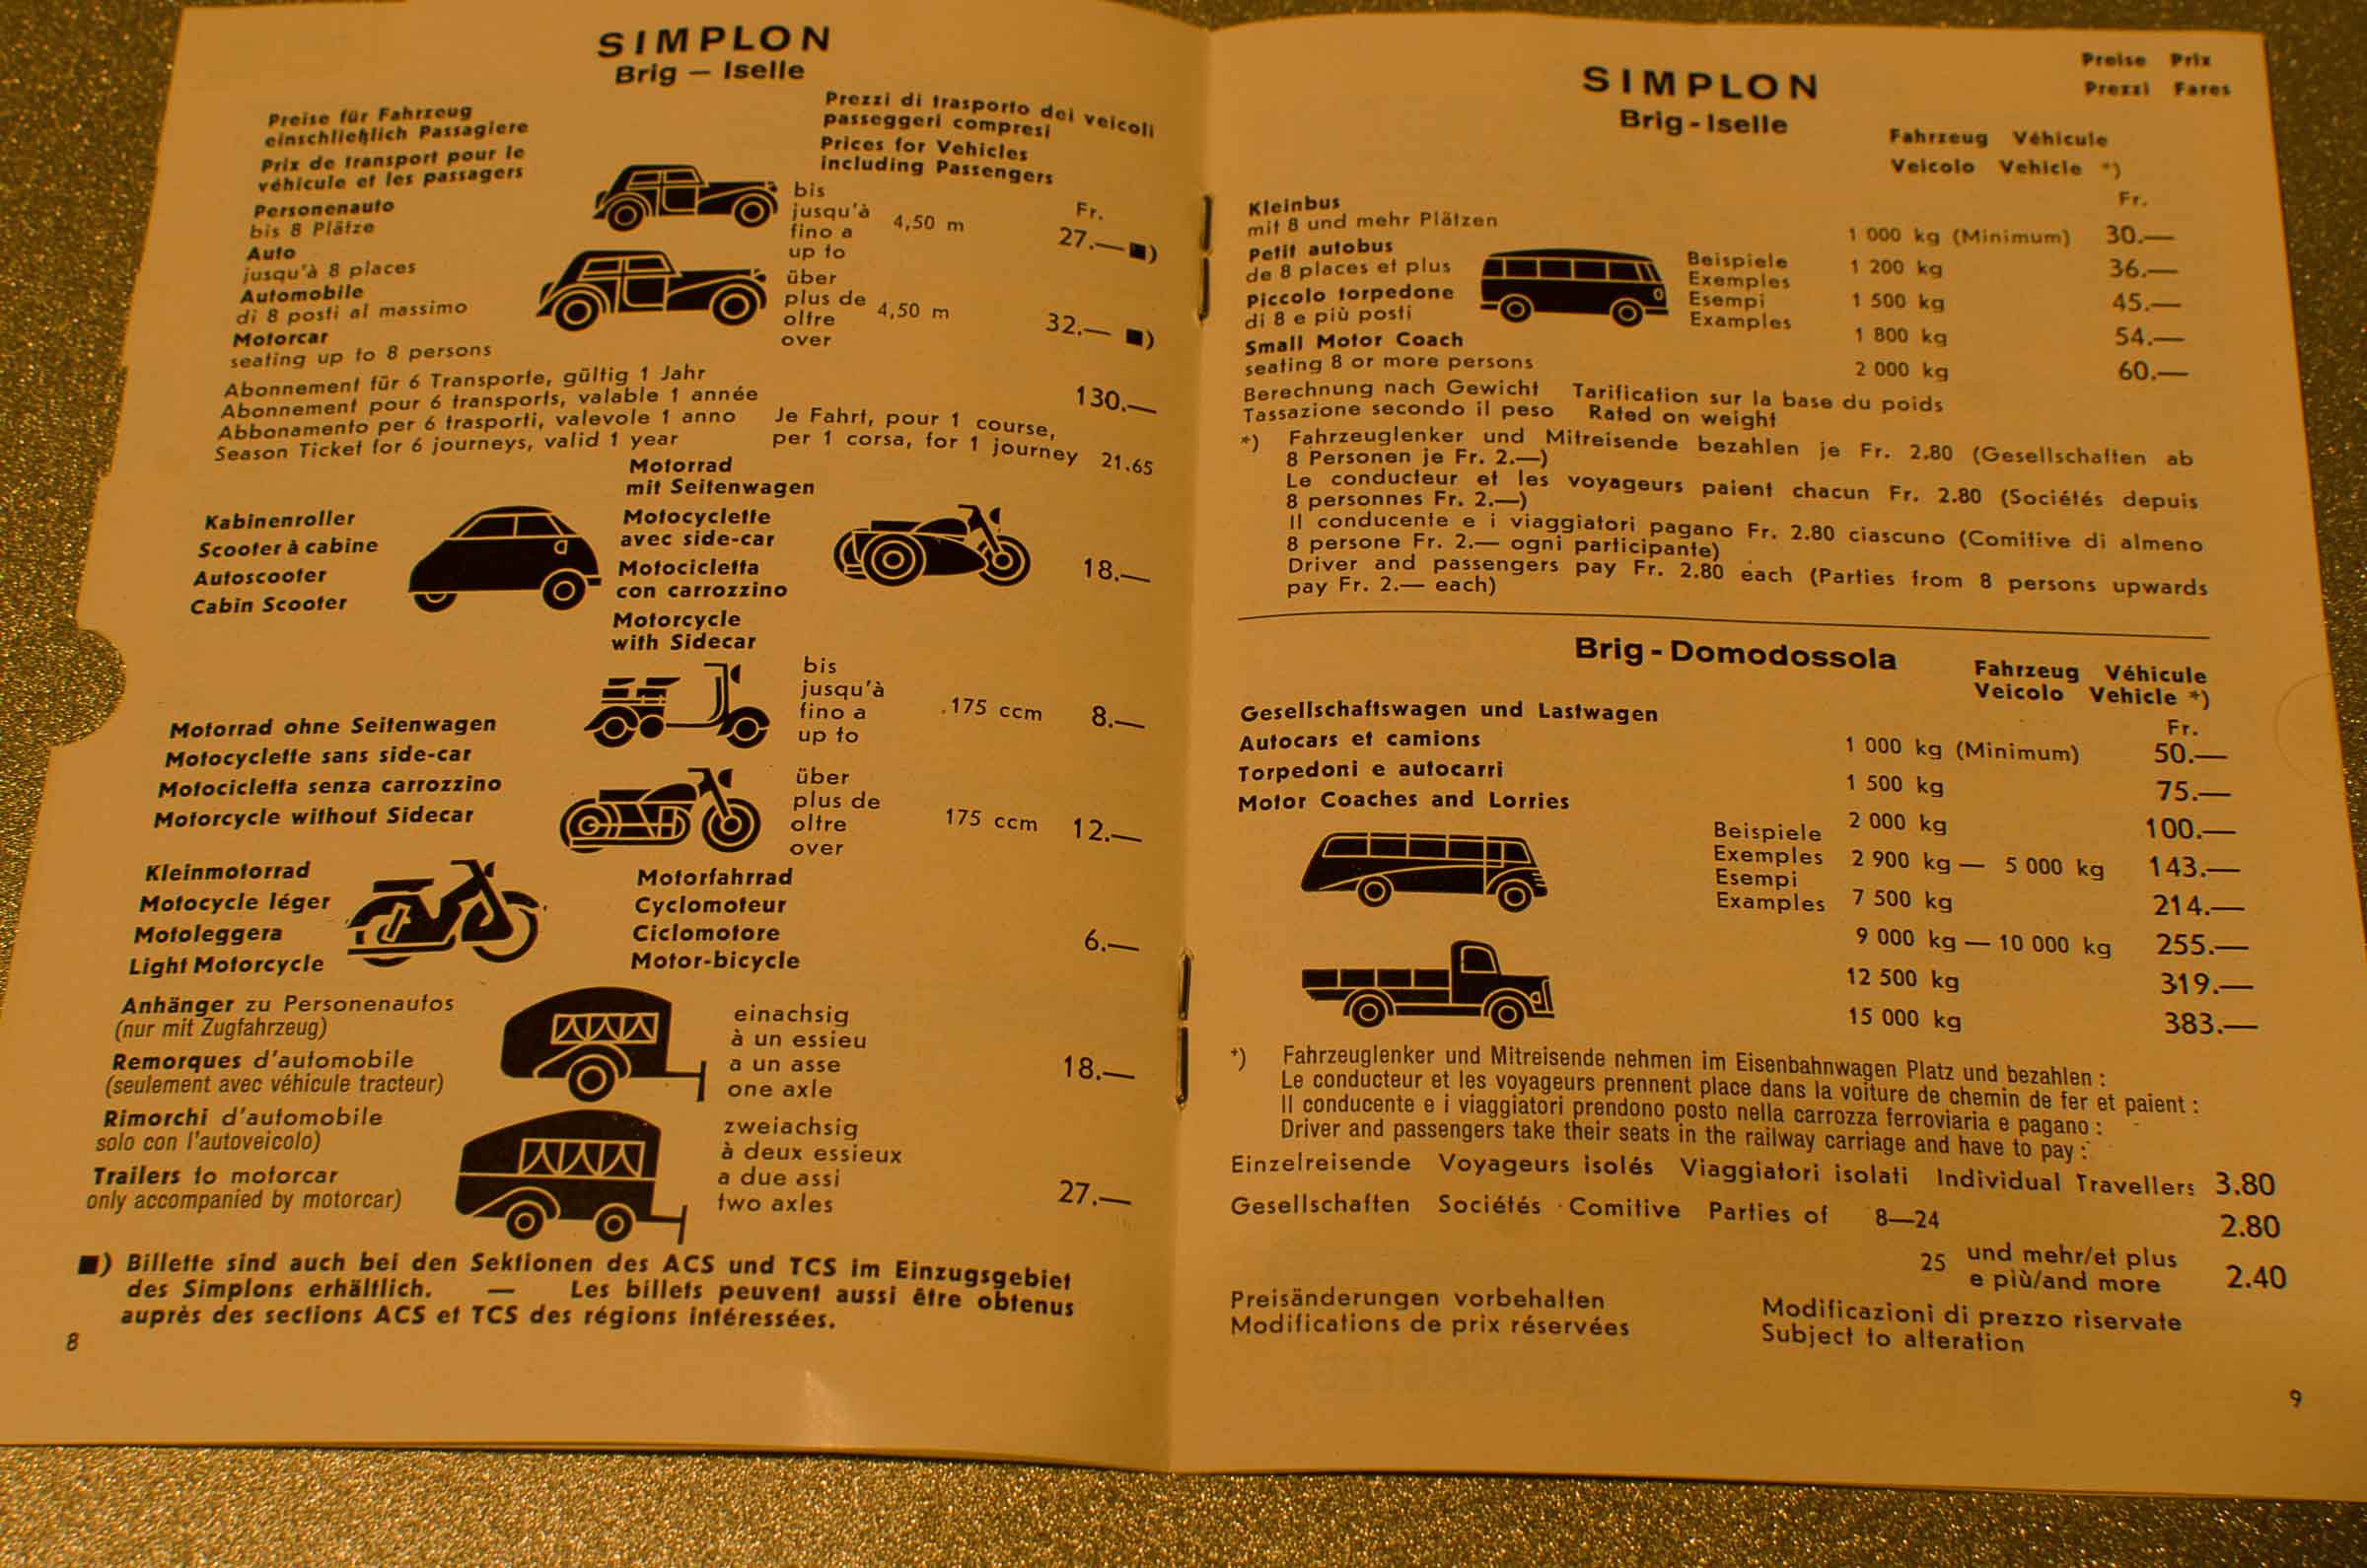 SIMPLON
Brig — Iselle
Preise für Fahrzeug
einschließlich Passagiere
Prix de transport pour le
véhicule et les passagers
Prezzi di trasporto dei veicoli
passeggeri compresi
Prices for Vehicles
including Passengers
Personenauto
bis 8 Plätze
Auto
jusqu'à 8 places
Automobile
di 8 posti al massimo
Motorcar
seating up to 8 persons
Fr.
bis
jusqu'à
fino a
up to
4,50 m
27.— ■)
über
plus de
oltre
over
4,50 m
32.— ■)
Abonnement für 6 Transporte, gültig 1 Jahr
Abonnement pour 6 transports, valable 1 année
Abbonamento per 6 trasporti, valevole 1 anno
Season Ticket for 6 journeys, valid 1 year
130.—
Je Fahrt, pour 1 course,
per 1 corsa, for 1 journey 21.65
Kabinenroller
Scooter à cabine
Autoscooter
Cabin Scooter
Motorrad
mit Seitenwagen
Motocyclette
avec side-car
Motocicletta
con carrozzino
Motorcycle
with Sidecar
18.—
Motorrad ohne Seitenwagen
Motocyclette sans side-car
Motocicletta senza carrozzino
Motorcycle without Sidecar
bis
jusqu'à
fino a
up to
175 ccm 8.—
über
plus de
oltre
over
175 ccm 12.—
Kleinmotorrad
Motocycle léger
Motoleggera
Light Motorcycle
Motorfahrrad
Cyclomoteur
Ciclomotore
Motor-bicycle
6.—
Anhänger zu Personenautos
(nur mit Zugfahrzeug)
Remorques d'automobile
(seulement avec véhicule tracteur)
Rimorchi d'automobile
solo con l'autoveicolo)
Trailers to motorcar
only accompanied by motorcar)
einachsig
à un essieu
a un asse
one axle
18.—
zweiachsig
à deux essieux
a due assi
two axles
27.—
■) Billette sind auch bei den Sektionen des ACS und TCS im Einzugsgebiet
des Simplons erhältlich. — Les billets peuvent aussi être obtenus
auprès des sections ACS et TCS des régions intéressées.
8
SIMPLON
Brig - Iselle
Preise Prix
Prezzi Fares
Fahrzeug Véhicule
Veicolo Vehicle *)
Fr.
Kleinbus
mit 8 und mehr Plätzen
Petit autobus
de 8 places et plus
Piccolo torpedone
di 8 e più posti
Small Motor Coach
seating 8 or more persons
Beispiele
Exemples
Esempi
Examples
1 000 kg (Minimum) 30.—
1 200 kg 36.—
1 500 kg 45.—
1 800 kg 54.—
2 000 kg 60.—
Berechnung nach Gewicht Tarification sur la base du poids
Tassazione secondo il peso Rated on weight
*) Fahrzeuglenker und Mitreisende bezahlen je Fr. 2.80 (Gesellschaften ab
8 Personen je Fr. 2.—)
Le conducteur et les voyageurs paient chacun Fr. 2.80 (Sociétés depuis
8 personnes Fr. 2.—)
Il conducente e i viaggiatori pagano Fr. 2.80 ciascuno (Comitive di almeno
8 persone Fr. 2.— ogni participante)
Driver and passengers pay Fr. 2.80 each (Parties from 8 persons upwards
pay Fr. 2.— each)
Brig - Domodossola
Fahrzeug Véhicule
Veicolo Vehicle *)
Fr.
Gesellschaftswagen und Lastwagen
Autocars et camions
Torpedoni e autocarri
Motor Coaches and Lorries
Beispiele
Exemples
Esempi
Examples
1 000 kg (Minimum) 50.—
1 500 kg 75.—
2 000 kg 100.—
2 900 kg — 5 000 kg 143.—
7 500 kg 214.—
9 000 kg — 10 000 kg 255.—
12 500 kg 319.—
15 000 kg 383.—
*) Fahrzeuglenker und Mitreisende nehmen im Eisenbahnwagen Platz und bezahlen :
Le conducteur et les voyageurs prennent place dans la voiture de chemin de fer et paient :
Il conducente e i viaggiatori prendono posto nella carrozza ferroviaria e pagano :
Driver and passengers take their seats in the railway carriage and have to pay :
Einzelreisende Voyageurs isolés Viaggiatori isolati Individual Travellers 3.80
Gesellschaften Sociétés Comitive Parties of 8—24 2.80
25 und mehr/et plus
e più/and more 2.40
Preisänderungen vorbehalten
Modifications de prix réservées
Modificazioni di prezzo riservate
Subject to alteration
9